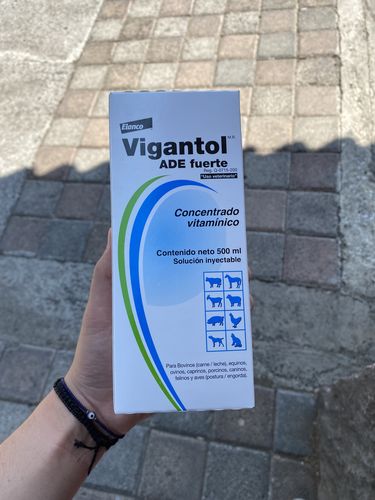 Elanco
Vigantol M.R.
ADE fuerte
Reg. Q-0715-200
"Uso veterinario"
Concentrado
vitamínico
Contenido neto 500 ml
Solución inyectable
Para Bovinos (carne / leche), equinos,
ovinos, caprinos, porcinos, caninos,
felinos y aves (postura / engorda).